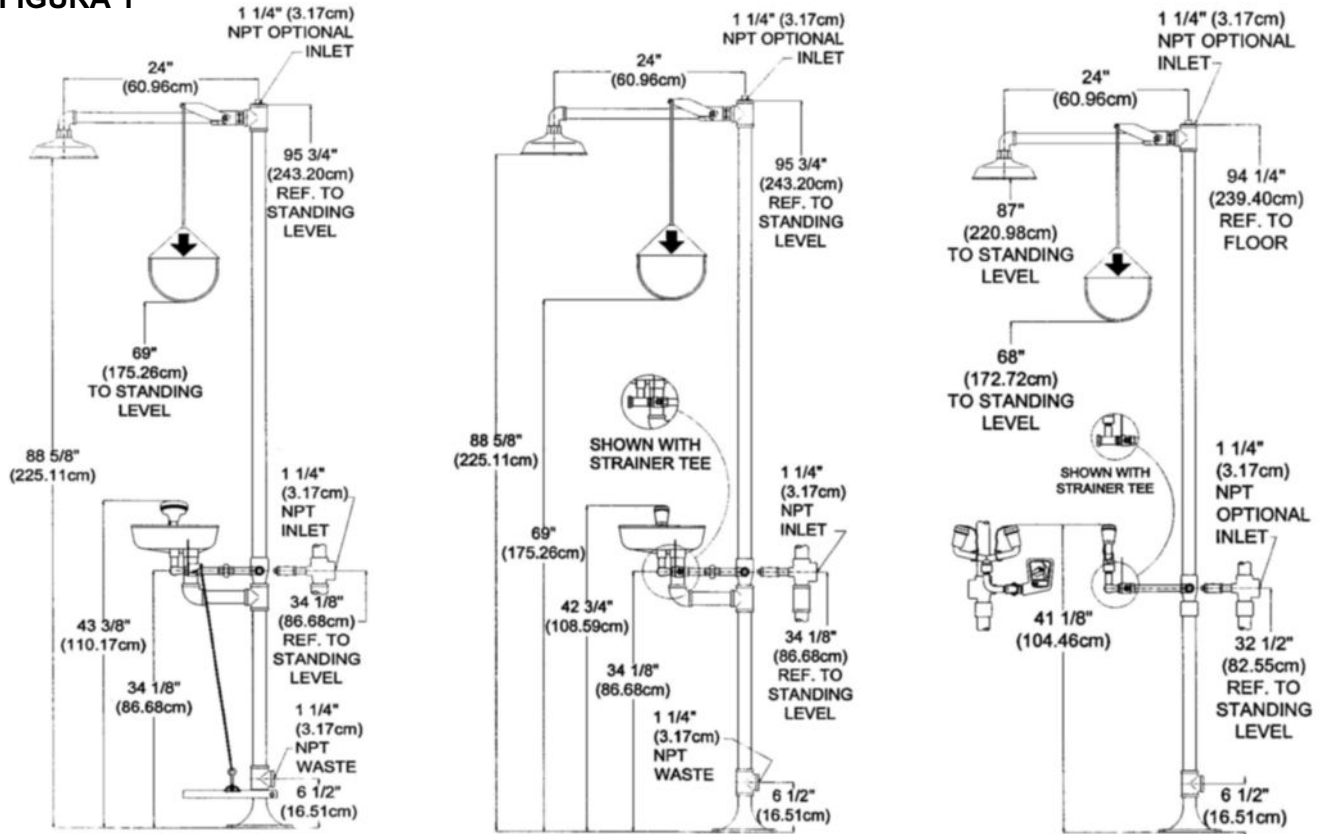 FIGURA 1
1 1/4" (3.17cm)
NPT OPTIONAL
INLET
24"
(60.96cm)
95 3/4"
(243.20cm)
REF. TO
STANDING
LEVEL
69"
(175.26cm)
TO STANDING
LEVEL
88 5/8"
(225.11cm)
1 1/4"
(3.17cm)
NPT
INLET
43 3/8"
(110.17cm)
34 1/8"
(86.68cm)
34 1/8"
(86.68cm)
REF. TO
STANDING
LEVEL
1 1/4"
(3.17cm)
NPT
WASTE
6 1/2"
(16.51cm)
1 1/4" (3.17cm)
NPT OPTIONAL
INLET
24"
(60.96cm)
95 3/4"
(243.20cm)
REF. TO
STANDING
LEVEL
88 5/8"
(225.11cm)
SHOWN WITH
STRAINER TEE
69"
(175.26cm)
1 1/4"
(3.17cm)
NPT
INLET
42 3/4"
(108.59cm)
34 1/8"
(86.68cm)
34 1/8"
(86.68cm)
REF. TO
STANDING
LEVEL
1 1/4"
(3.17cm)
NPT
WASTE
6 1/2"
(16.51cm)
1 1/4" (3.17cm)
NPT OPTIONAL
INLET
24"
(60.96cm)
94 1/4"
(239.40cm)
REF. TO
FLOOR
87"
(220.98cm)
TO STANDING
LEVEL
68"
(172.72cm)
TO STANDING
LEVEL
SHOWN WITH
STRAINER TEE
1 1/4"
(3.17cm)
NPT
OPTIONAL
INLET
41 1/8"
(104.46cm)
32 1/2"
(82.55cm)
REF. TO
STANDING
LEVEL
6 1/2"
(16.51cm)